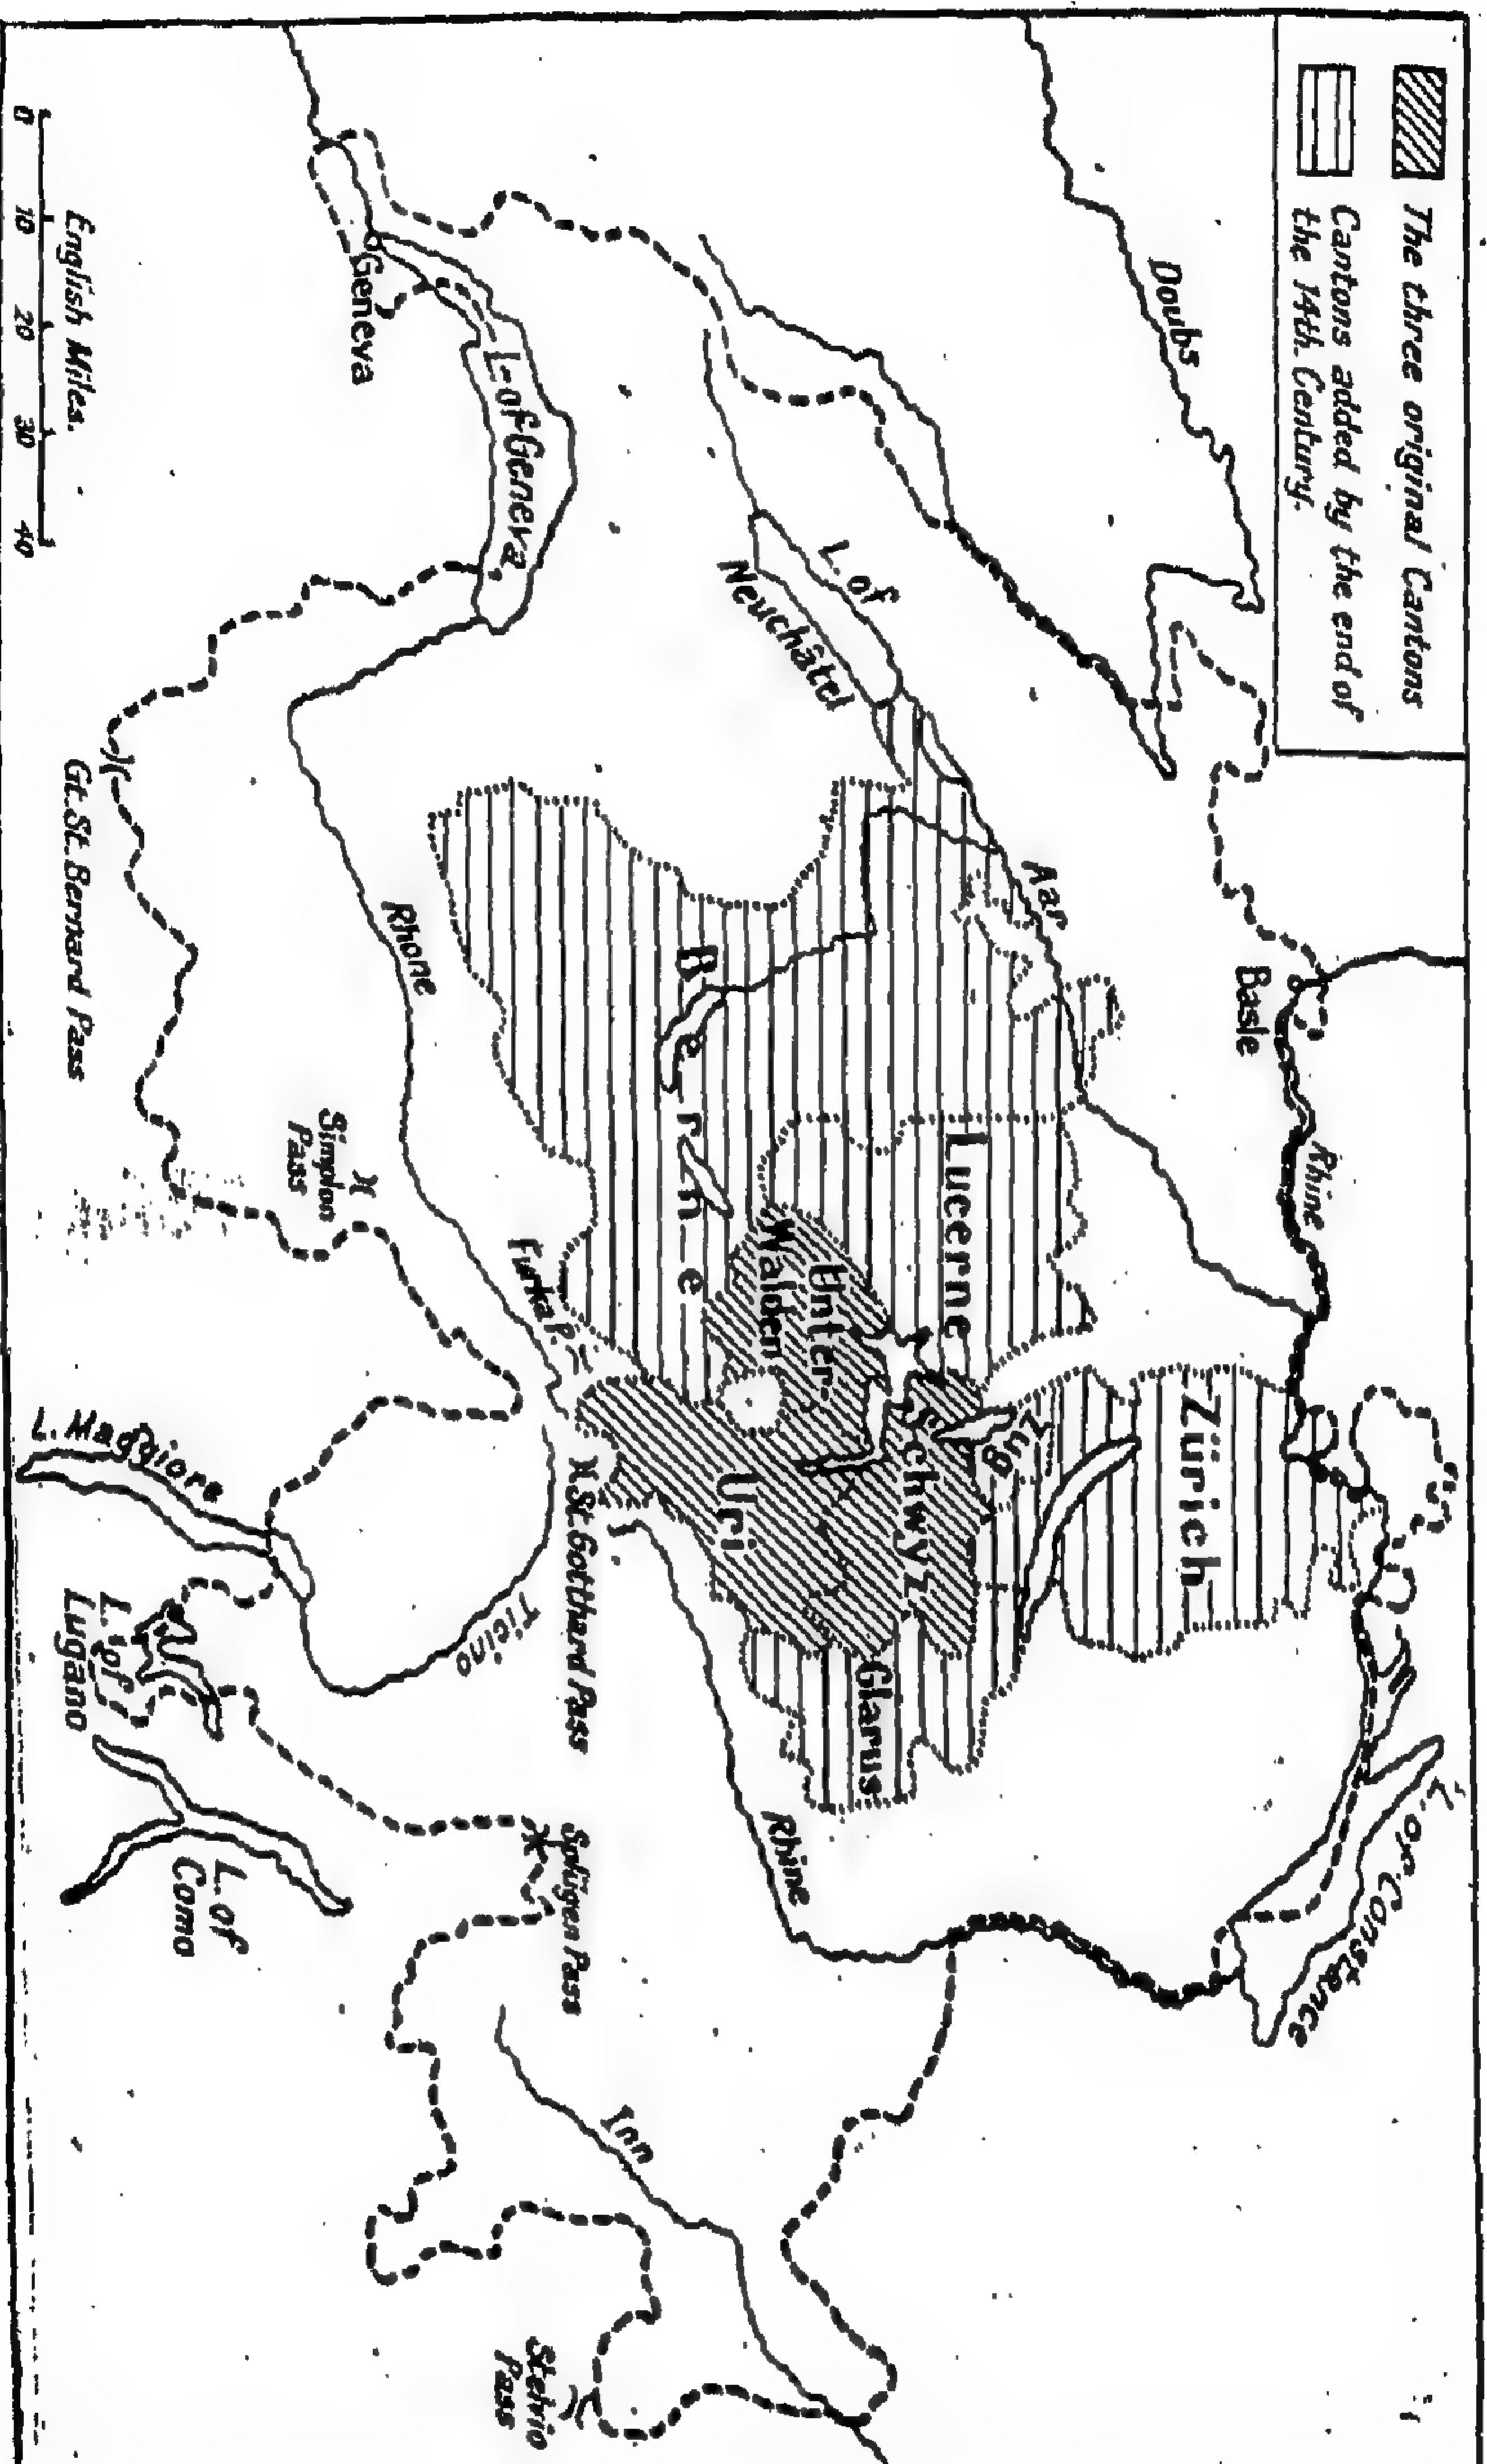 The three original Cantons
Cantons added by the end of
the 14th. Century.
Doubs
Basle
Rhine
L. of Constance
Aar
Zürich
L. of
Neuchâtel
Lucerne
Zug
Schwyz
Unter-
Walden
Glarus
Berne
Uri
Rhine
Inn
L. of Geneva
Geneva
Rhone
Furka P.
St. Gotthard Pass
Splügen Pass
Stelvio
Pass
Simplon
Pass
Ticino
Gt. St. Bernard Pass
L. Maggiore
L. of
Lugano
L. of
Como
English Miles.
0 10 20 30 40